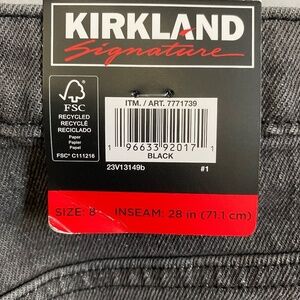 KIRKLAND
Signature
FSC
RECYCLED
RECYCLÉ
RECICLADO
Paper
Papier
Papel
FSC® C111216
ITM. / ART. 7771739
1 96633 92017 1
BLACK
23V13149b #1
SIZE: 8 INSEAM: 28 in (71.1 cm)